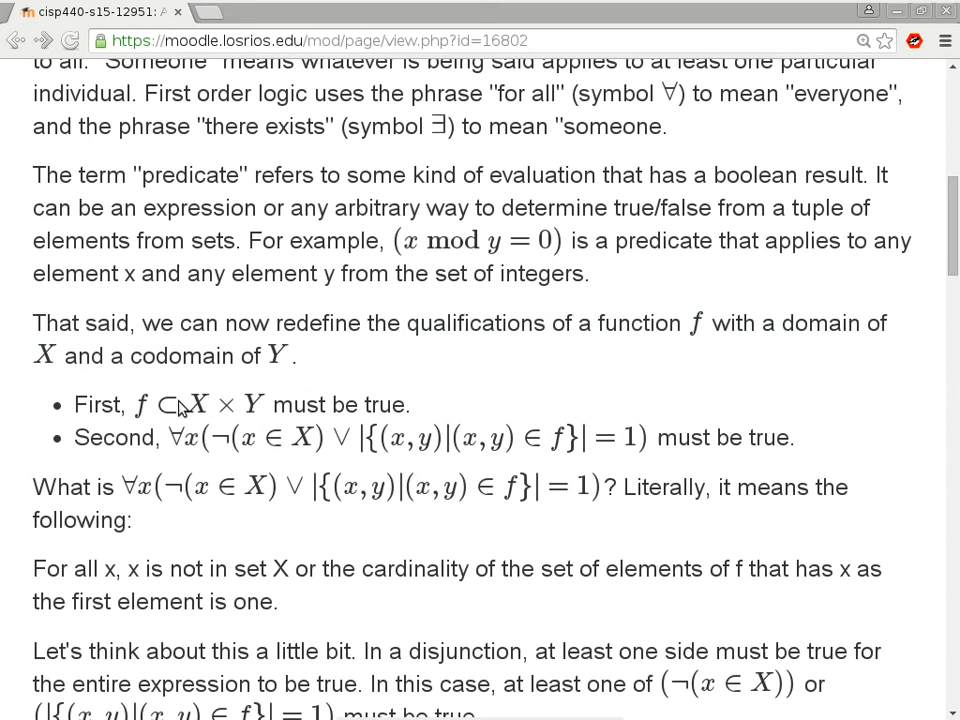 cisp440-s15-12951: A
https://moodle.losrios.edu/mod/page/view.php?id=16802
to all. "Someone" means whatever is being said applies to at least one particular
individual. First order logic uses the phrase "for all" (symbol ∀) to mean "everyone",
and the phrase "there exists" (symbol ∃) to mean "someone.
The term "predicate" refers to some kind of evaluation that has a boolean result. It
can be an expression or any arbitrary way to determine true/false from a tuple of
elements from sets. For example, (x mod y = 0) is a predicate that applies to any
element x and any element y from the set of integers.
That said, we can now redefine the qualifications of a function f with a domain of
X and a codomain of Y.
• First, f ⊂ X × Y must be true.
• Second, ∀x(¬(x ∈ X) ∨ |{(x, y)|(x, y) ∈ f}| = 1) must be true.
What is ∀x(¬(x ∈ X) ∨ |{(x, y)|(x, y) ∈ f}| = 1)? Literally, it means the
following:
For all x, x is not in set X or the cardinality of the set of elements of f that has x as
the first element is one.
Let's think about this a little bit. In a disjunction, at least one side must be true for
the entire expression to be true. In this case, at least one of (¬(x ∈ X)) or
(|{(x, y)|(x, y) ∈ f}| = 1) must be true